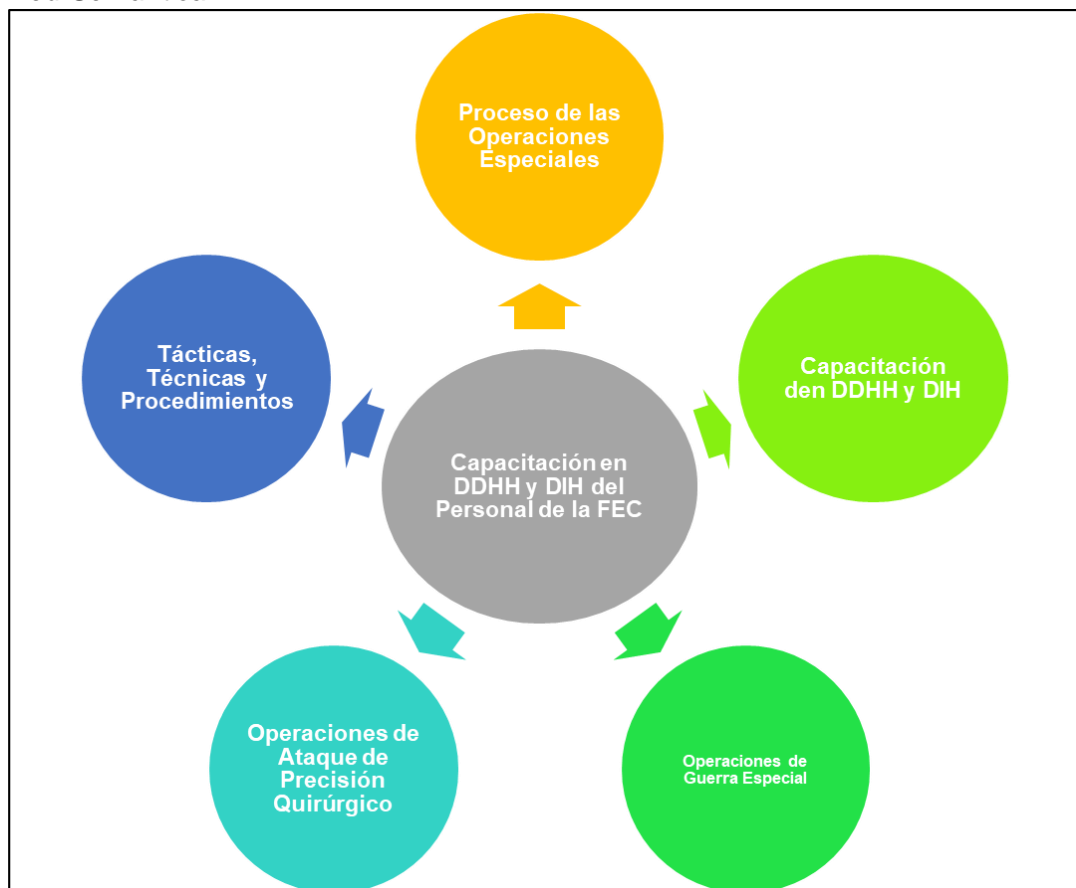 Proceso de las
Operaciones
Especiales
Tácticas,
Técnicas y
Procedimientos
Capacitación
den DDHH y DIH
Capacitación en
DDHH y DIH del
Personal de la FEC
Operaciones de
Ataque de
Precisión
Quirúrgico
Operaciones de
Guerra Especial